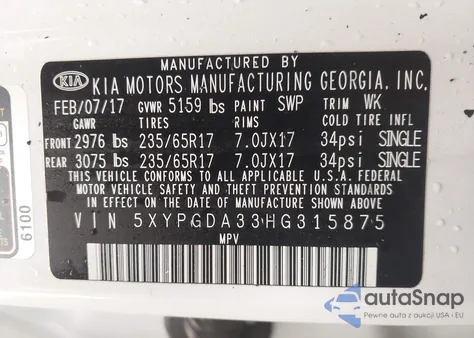 MANUFACTURED BY
KIA KIA MOTORS MANUFACTURING GEORGIA, INC.
FEB/07/17 GVWR 5159 lbs PAINT SWP TRIM WK
GAWR TIRES RIMS COLD TIRE INFL
FRONT 2976 lbs 235/65R17 7.0JX17 34psi SINGLE
REAR 3075 lbs 235/65R17 7.0JX17 34psi SINGLE
THIS VEHICLE CONFORMS TO ALL APPLICABLE U.S.A. FEDERAL
MOTOR VEHICLE SAFETY, BUMPER, AND THEFT PREVENTION STANDARDS
IN EFFECT ON THE DATE OF MANUFACTURE SHOWN ABOVE.
VIN 5XYPGDA33HG315875
MPV
6100
autoSnap
Pewne auta z aukcji USA i EU